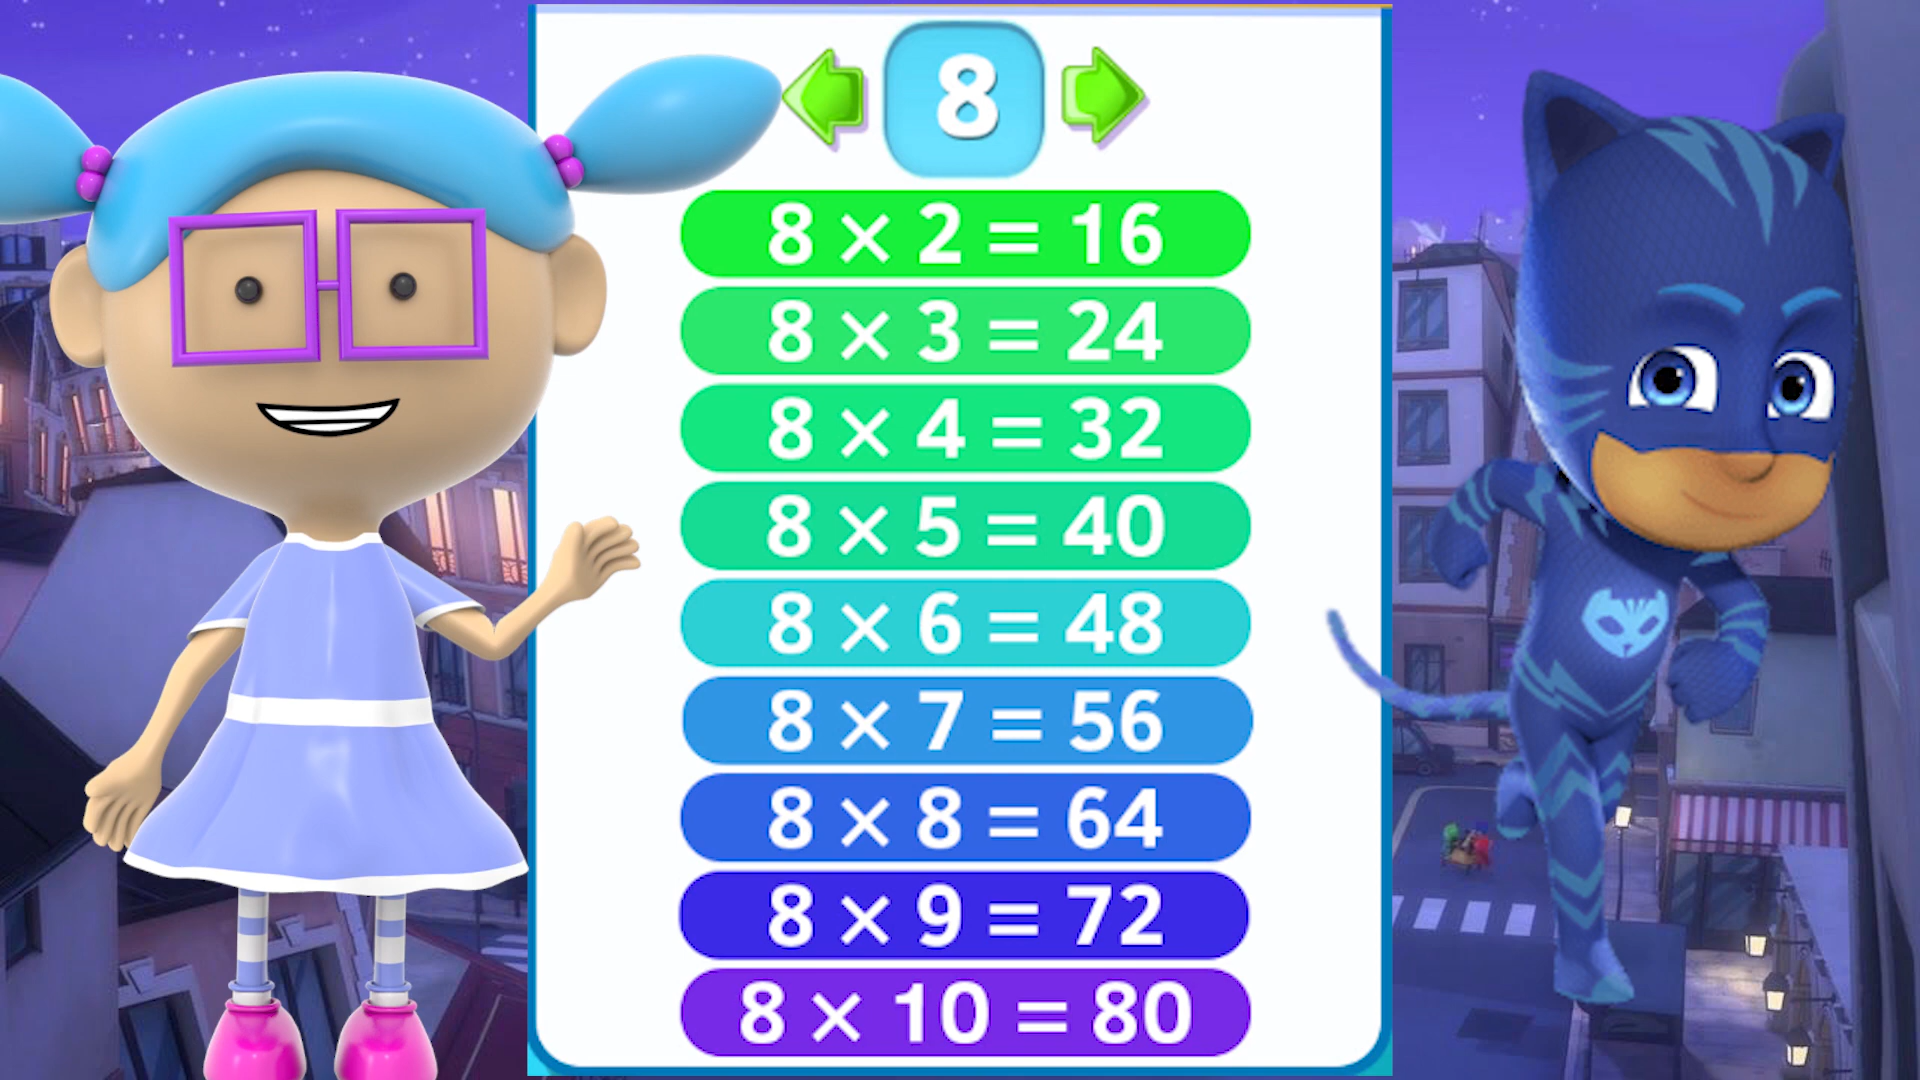 8
8 × 2 = 16
8 × 3 = 24
8 × 4 = 32
8 × 5 = 40
8 × 6 = 48
8 × 7 = 56
8 × 8 = 64
8 × 9 = 72
8 × 10 = 80